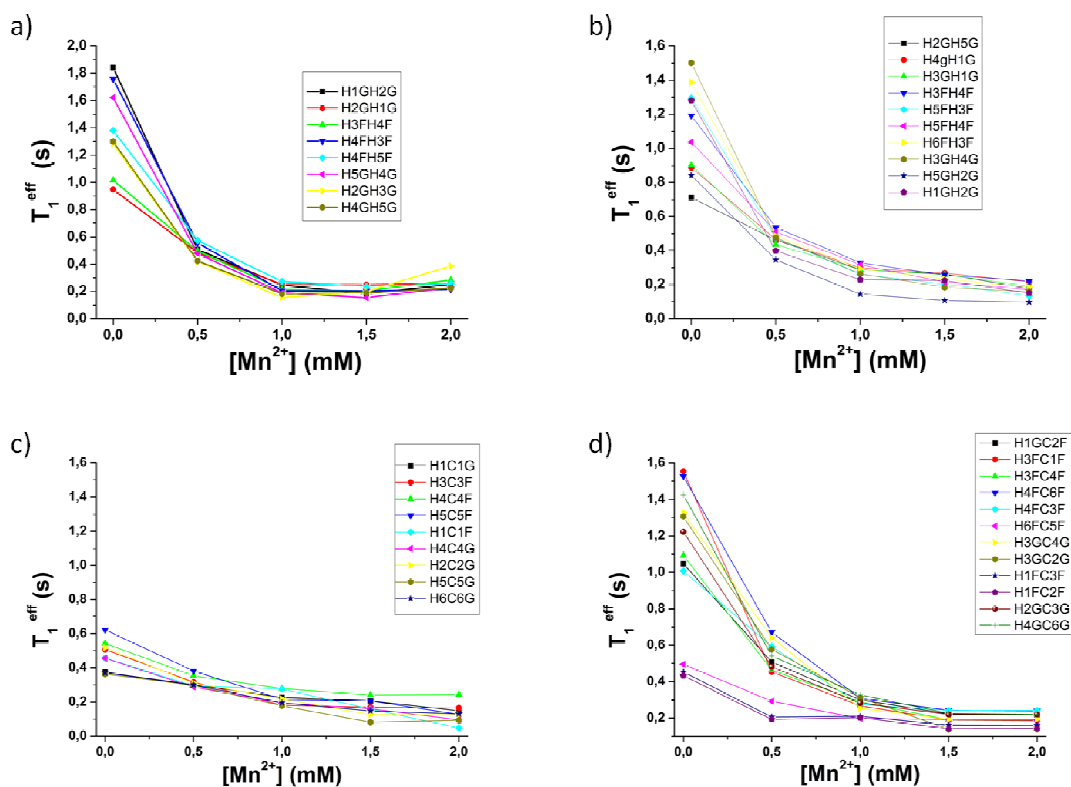 a)
2,0
1,8
1,6
1,4
1,2
1,0
0,8
0,6
0,4
0,2
0,0
T1 eff (s)
0,0 0,5 1,0 1,5 2,0
[Mn2+] (mM)
H1GH2G
H2GH1G
H3FH4F
H4FH3F
H4FH5F
H5GH4G
H2GH3G
H4GH5G
b)
1,6
1,4
1,2
1,0
0,8
0,6
0,4
0,2
0,0
T1 eff (s)
0,0 0,5 1,0 1,5 2,0
[Mn2+] (mM)
H2GH5G
H4gH1G
H3GH1G
H3FH4F
H5FH3F
H5FH4F
H6FH3F
H3GH4G
H5GH2G
H1GH2G
c)
1,6
1,4
1,2
1,0
0,8
0,6
0,4
0,2
0,0
T1 eff (s)
0,0 0,5 1,0 1,5 2,0
[Mn2+] (mM)
H1C1G
H3C3F
H4C4F
H5C5F
H1C1F
H4C4G
H2C2G
H5C5G
H6C6G
d)
1,6
1,4
1,2
1,0
0,8
0,6
0,4
0,2
T1 eff (s)
0,0 0,5 1,0 1,5 2,0
[Mn2+] (mM)
H1GC2F
H3FC1F
H3FC4F
H4FC6F
H4FC3F
H6FC5F
H3GC4G
H3GC2G
H1FC3F
H1FC2F
H2GC3G
H4GC6G